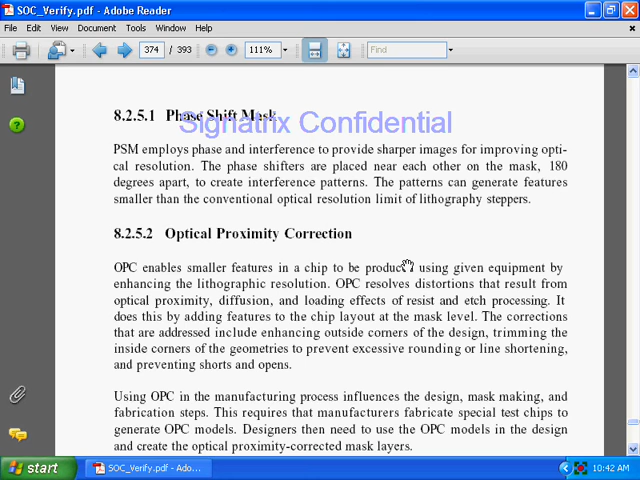 SOC_Verify.pdf - Adobe Reader
File Edit View Document Tools Window Help
374 / 393 111% Find
8.2.5.1 Phase Shift Mask
Signatrix Confidential
PSM employs phase and interference to provide sharper images for improving opti-
cal resolution. The phase shifters are placed near each other on the mask, 180
degrees apart, to create interference patterns. The patterns can generate features
smaller than the conventional optical resolution limit of lithography steppers.
8.2.5.2 Optical Proximity Correction
OPC enables smaller features in a chip to be produced using given equipment by
enhancing the lithographic resolution. OPC resolves distortions that result from
optical proximity, diffusion, and loading effects of resist and etch processing. It
does this by adding features to the chip layout at the mask level. The corrections
that are addressed include enhancing outside corners of the design, trimming the
inside corners of the geometries to prevent excessive rounding or line shortening,
and preventing shorts and opens.
Using OPC in the manufacturing process influences the design, mask making, and
fabrication steps. This requires that manufacturers fabricate special test chips to
generate OPC models. Designers then need to use the OPC models in the design
and create the optical proximity-corrected mask layers.
start SOC_Verify.pdf - Ado... 10:42 AM